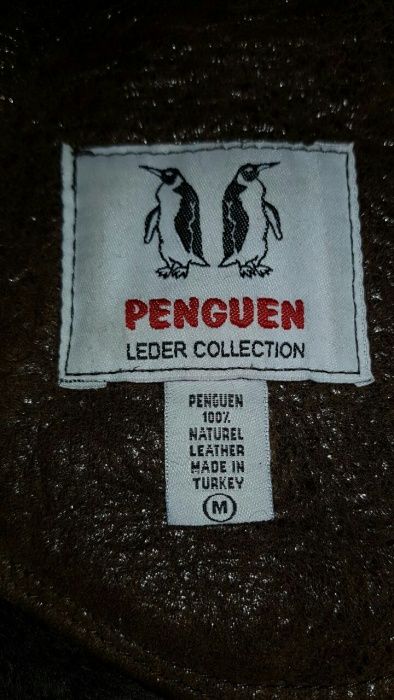 PENGUEN
LEDER COLLECTION
PENGUEN
100%
NATUREL
LEATHER
MADE IN
TURKEY
M